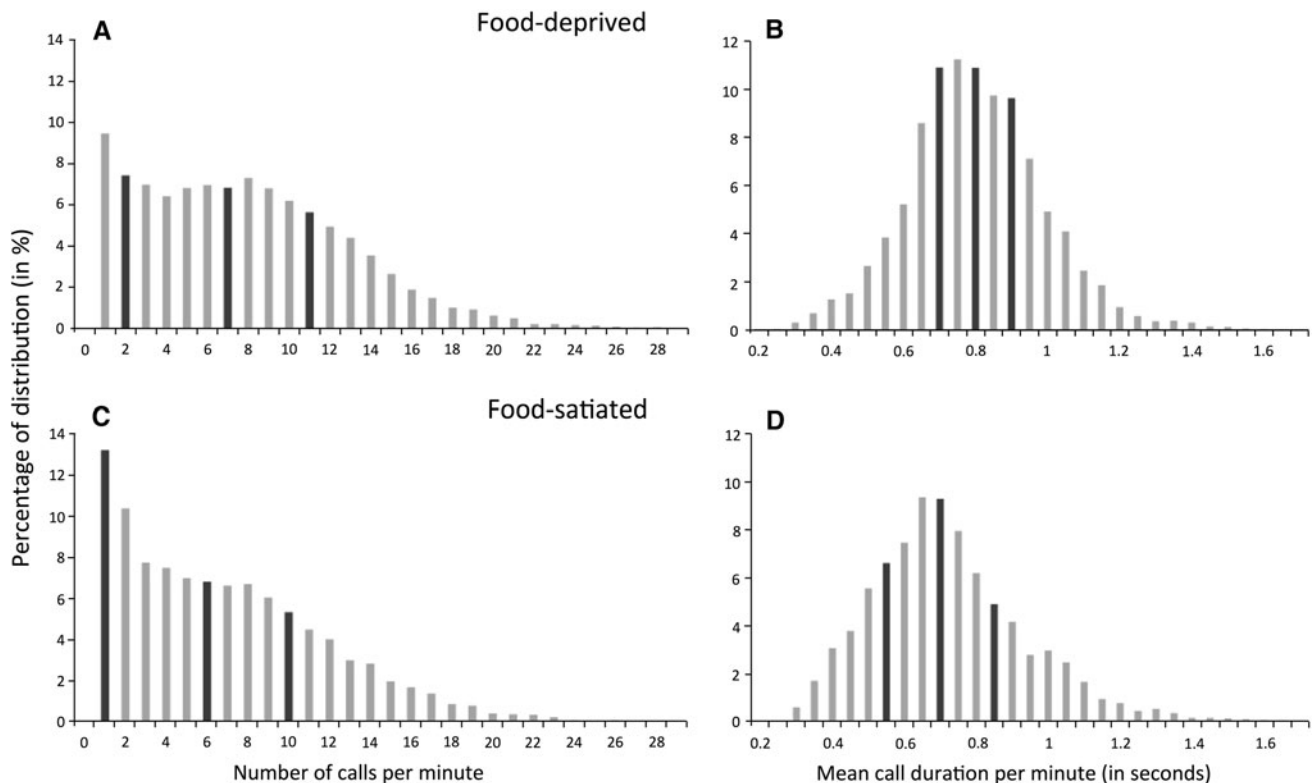 A Food-deprived
14
12
10
8
6
4
2
0
0 2 4 6 8 10 12 14 16 18 20 22 24 26 28
B
12
10
8
6
4
2
0
0.2 0.4 0.6 0.8 1 1.2 1.4 1.6
Percentage of distribution (in %)
C Food-satiated
14
12
10
8
6
4
2
0
0 2 4 6 8 10 12 14 16 18 20 22 24 26 28
Number of calls per minute
D
12
10
8
6
4
2
0
0.2 0.4 0.6 0.8 1 1.2 1.4 1.6
Mean call duration per minute (in seconds)